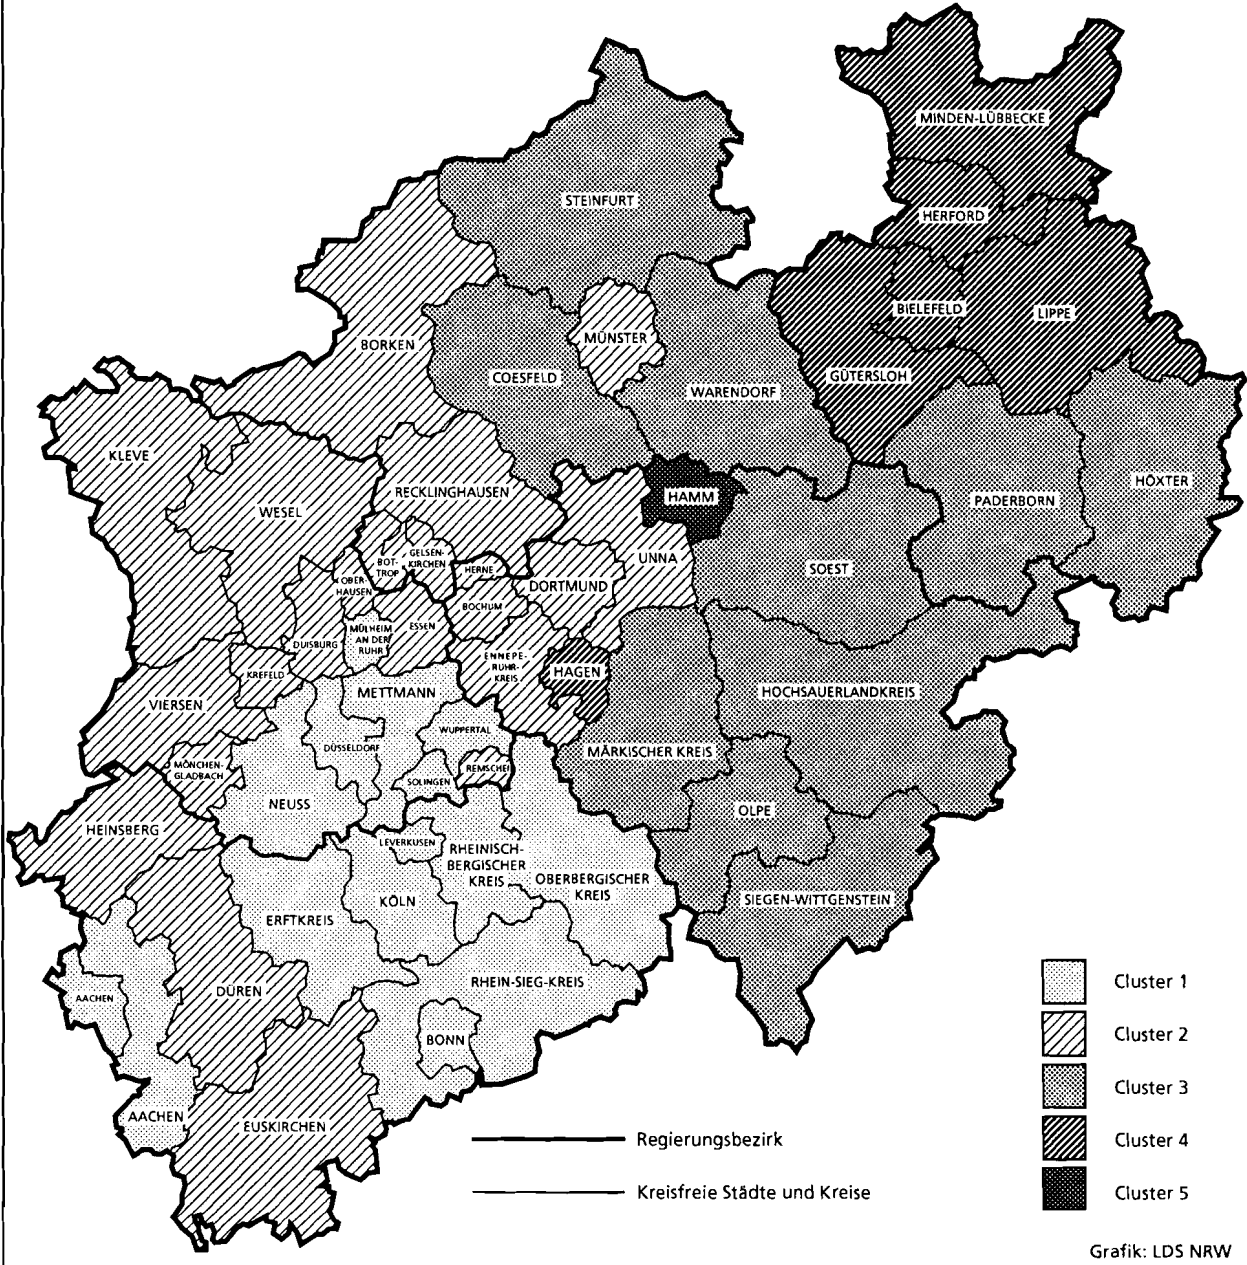 MINDEN-LÜBBECKE
STEINFURT
HERFORD
BIELEFELD
LIPPE
BORKEN
MÜNSTER
COESFELD
GÜTERSLOH
WARENDORF
KLEVE
HÖXTER
RECKLINGHAUSEN
HAMM
PADERBORN
WESEL
BOT-
TROP
GELSEN-
KIRCHEN
UNNA
HERNE
SOEST
OBER-
HAUSEN
DORTMUND
BOCHUM
MÜLHEIM
AN DER
RUHR
ESSEN
DUISBURG
ENNEPE-
RUHR-
KREIS
HAGEN
KREFELD
METTMANN
HOCHSAUERLANDKREIS
VIERSEN
WUPPERTAL
DÜSSELDORF
MÄRKISCHER KREIS
MÖNCHEN-
GLADBACH
REMSCHEI
SOLINGEN
NEUSS
OLPE
HEINSBERG
LEVERKUSEN
RHEINISCH-
BERGISCHER
KREIS
OBERBERGISCHER
KREIS
KÖLN
SIEGEN-WITTGENSTEIN
ERFTKREIS
RHEIN-SIEG-KREIS
DÜREN
AACHEN
BONN
AACHEN
EUSKIRCHEN
Cluster 1
Cluster 2
Cluster 3
Cluster 4
Cluster 5
Regierungsbezirk
Kreisfreie Städte und Kreise
Grafik: LDS NRW